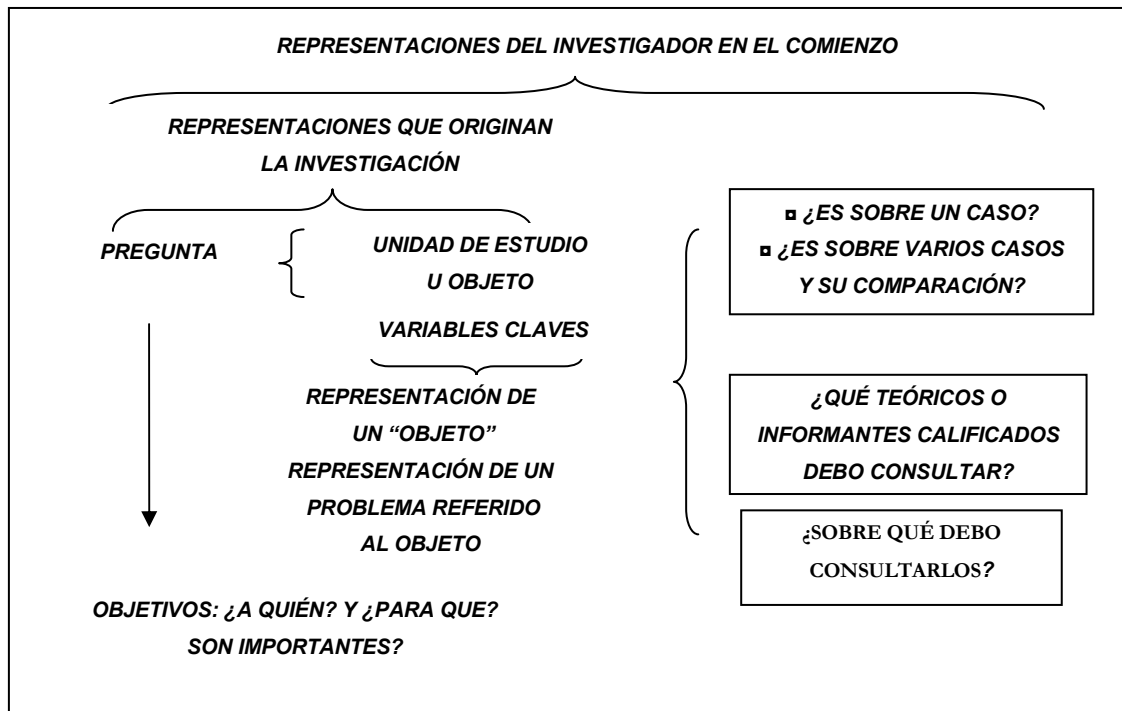 REPRESENTACIONES DEL INVESTIGADOR EN EL COMIENZO
REPRESENTACIONES QUE ORIGINAN
LA INVESTIGACIÓN
PREGUNTA
UNIDAD DE ESTUDIO
U OBJETO
VARIABLES CLAVES
REPRESENTACIÓN DE
UN “OBJETO”
REPRESENTACIÓN DE UN
PROBLEMA REFERIDO
AL OBJETO
OBJETIVOS: ¿A QUIÉN? Y ¿PARA QUE?
SON IMPORTANTES?
¿ES SOBRE UN CASO?
¿ES SOBRE VARIOS CASOS
Y SU COMPARACIÓN?
¿QUÉ TEÓRICOS O
INFORMANTES CALIFICADOS
DEBO CONSULTAR?
¿SOBRE QUÉ DEBO
CONSULTARLOS?